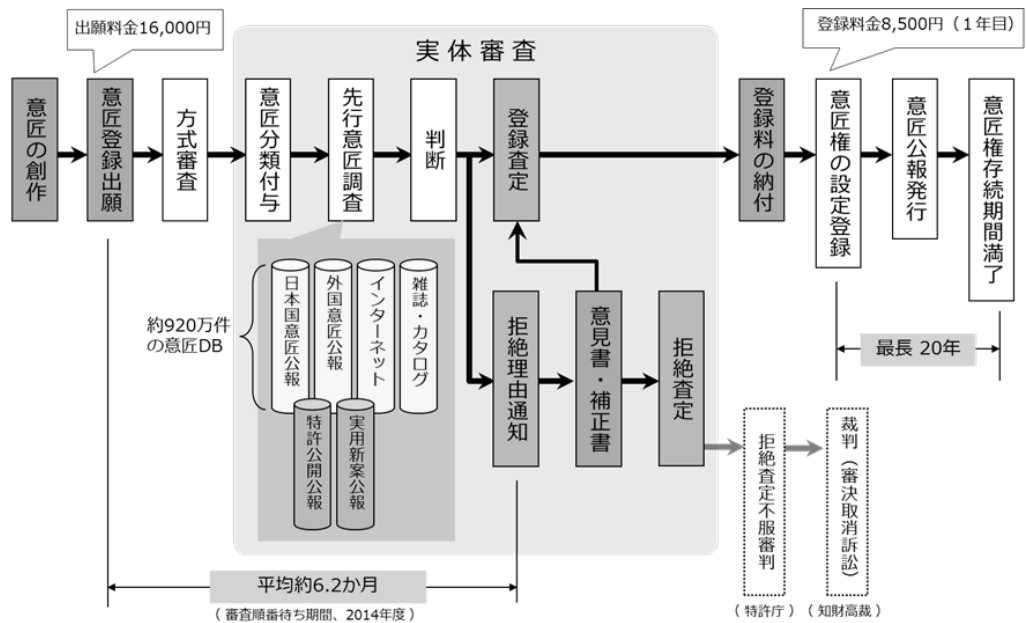 出願料金16,000円
登録料金8,500円（１年目）
実体審査
意匠の創作
意匠登録出願
方式審査
意匠分類付与
先行意匠調査
判断
登録査定
登録料の納付
意匠権の設定登録
意匠公報発行
意匠権存続期間満了
約920万件
の意匠DB
日本国意匠公報
外国意匠公報
インターネット
雑誌・カタログ
特許公開公報
実用新案公報
拒絶理由通知
意見書・補正書
拒絶査定
最長 20年
拒絶査定不服審判
裁判（審決取消訴訟）
平均約6.2か月
（ 審査順番待ち期間、2014年度 ）
（ 特許庁 ）
（ 知財高裁 ）